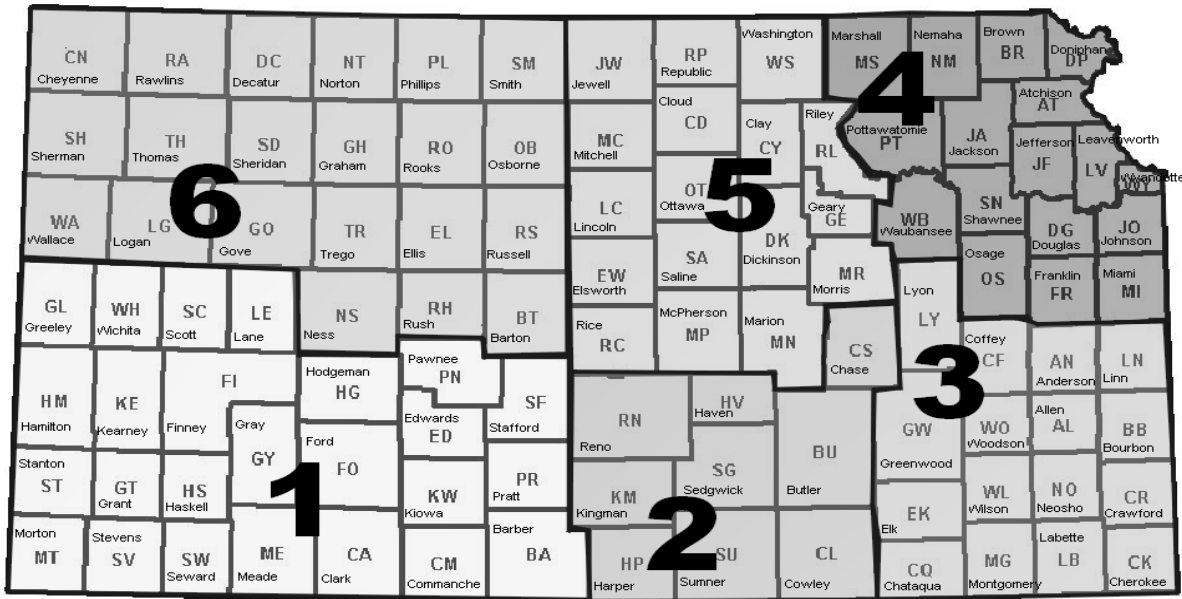 CN
Cheyenne
RA
Rawlins
DC
Decatur
NT
Norton
PL
Phillips
SM
Smith
JW
Jewell
RP
Republic
Washington
WS
Marshall
MS
Nemaha
NM
Brown
BR
Doniphan
DP
SH
Sherman
TH
Thomas
SD
Sheridan
GH
Graham
RO
Rooks
OB
Osborne
MC
Mitchell
Cloud
CD
Clay
CY
Riley
RL
Pottawatomie
PT
JA
Jackson
Atchison
AT
Jefferson
JF
Leavenworth
LV
Wyandotte
WY
4
6
5
WA
Wallace
LG
Logan
GO
Gove
TR
Trego
EL
Ellis
RS
Russell
LC
Lincoln
OT
Ottawa
SA
Saline
DK
Dickinson
Geary
GE
WB
Waubansee
SN
Shawnee
DG
Douglas
JO
Johnson
GL
Greeley
WH
Wichita
SC
Scott
LE
Lane
NS
Ness
RH
Rush
BT
Barton
EW
Elsworth
Rice
RC
McPherson
MP
Marion
MN
MR
Morris
CS
Chase
Lyon
LY
Osage
OS
Franklin
FR
Miami
MI
HM
Hamilton
KE
Kearney
FI
Finney
Hodgeman
HG
Pawnee
PN
Edwards
ED
SF
Stafford
RN
Reno
HV
Haven
BU
Butler
3
Coffey
CF
AN
Anderson
LN
Linn
GW
Greenwood
WO
Woodson
Allen
AL
BB
Bourbon
Stanton
ST
GT
Grant
HS
Haskell
Gray
GY
Ford
FO
1
KW
Kiowa
PR
Pratt
KM
Kingman
SG
Sedgwick
2
EK
Elk
WL
Wilson
NO
Neosho
CR
Crawford
Morton
MT
Stevens
SV
SW
Seward
ME
Meade
CA
Clark
CM
Commanche
Barber
BA
HP
Harper
SU
Sumner
CL
Cowley
CQ
Chataqua
MG
Montgomery
Labette
LB
CK
Cherokee